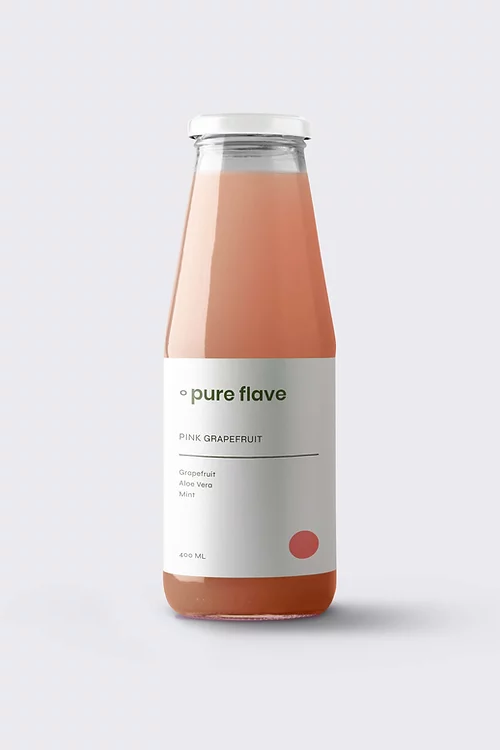 pure flave
PINK GRAPEFRUIT
Grapefruit
Aloe Vera
Mint
400 ML